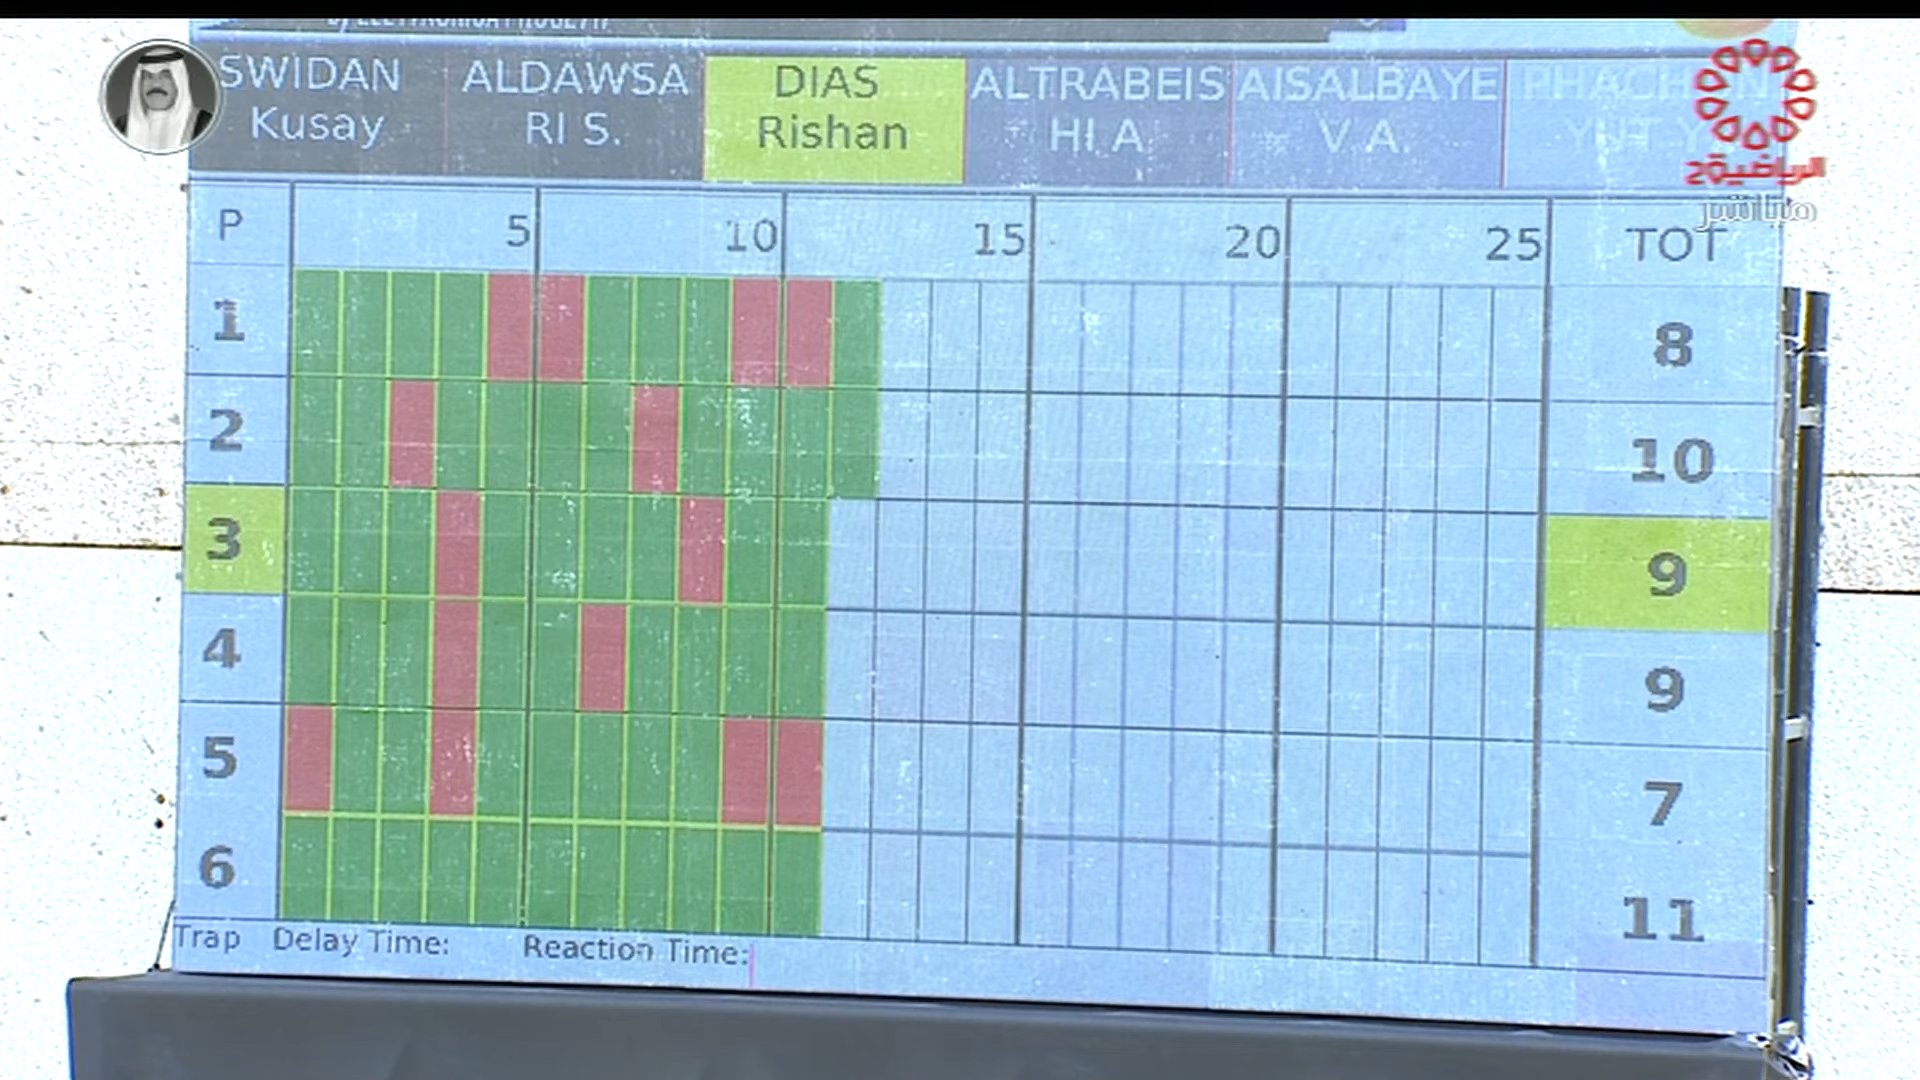 SWIDAN
Kusay
ALDAWSA
RI S.
DIAS
Rishan
ALTRABEIS
HI A.
AISALBAYE
V A.
الرياضية2
مباشر
P 5 10 15 20 25 TOT
1 8
2 10
3 9
4 9
5 7
6 11
Trap Delay Time: Reaction Time: